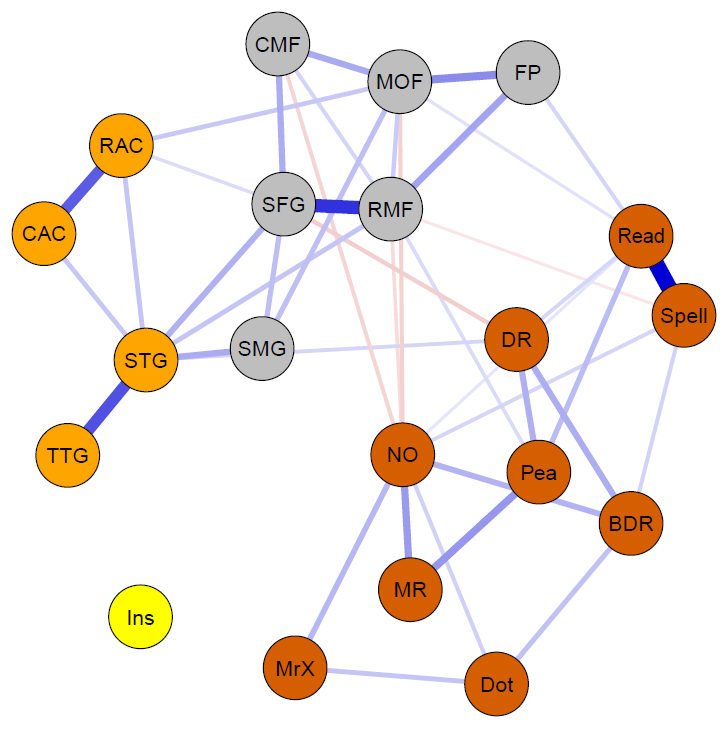 CMF
MOF
FP
RAC
SFG
RMF
CAC
Read
Spell
STG
SMG
DR
TTG
NO
Pea
BDR
MR
Ins
MrX
Dot